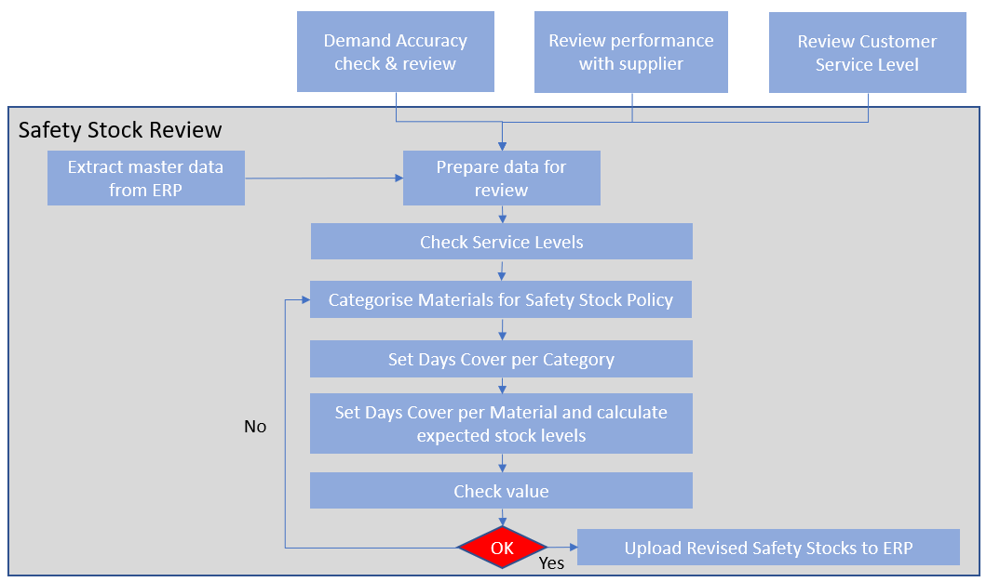 Demand Accuracy
check & review
Review performance
with supplier
Review Customer
Service Level
Safety Stock Review
Extract master data
from ERP
Prepare data for
review
Check Service Levels
Categorise Materials for Safety Stock Policy
Set Days Cover per Category
Set Days Cover per Material and calculate
expected stock levels
No
Check value
OK
Yes
Upload Revised Safety Stocks to ERP